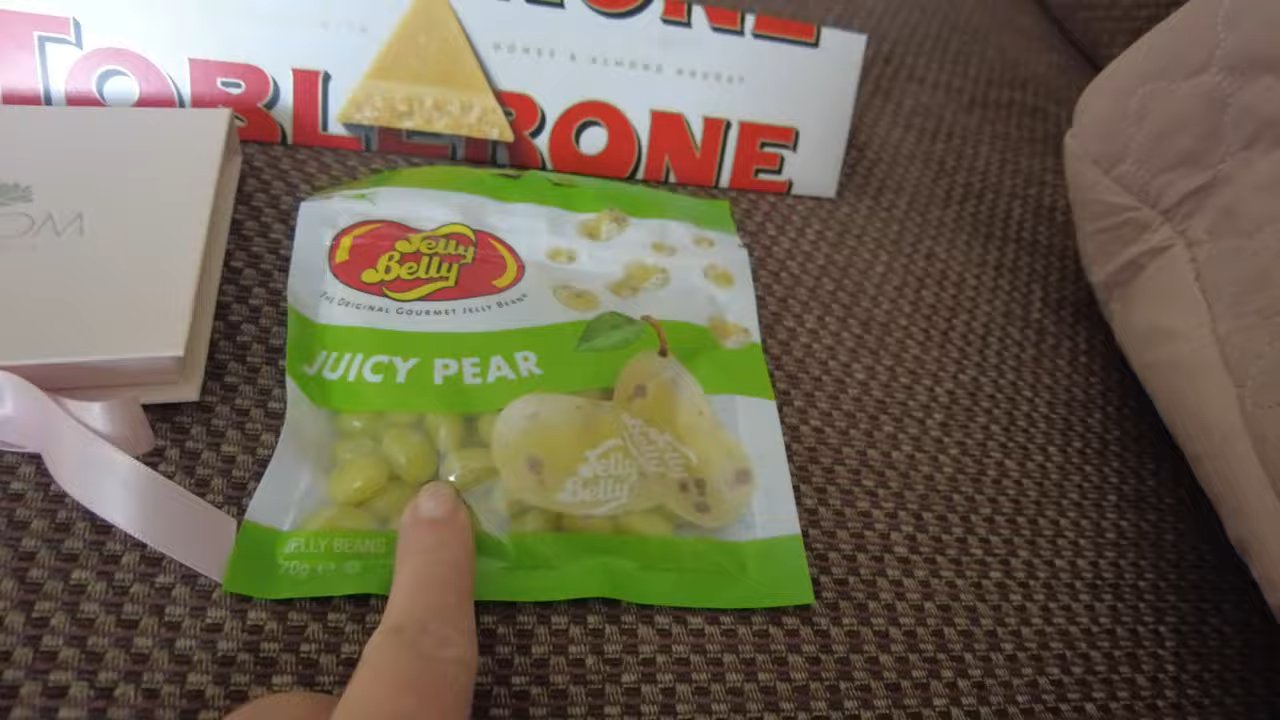 TOBLERONE
HONEY & ALMOND NOUGAT
Jelly
Belly
THE ORIGINAL GOURMET JELLY BEAN
JUICY PEAR
Jelly
Belly
JELLY BEANS
70g e